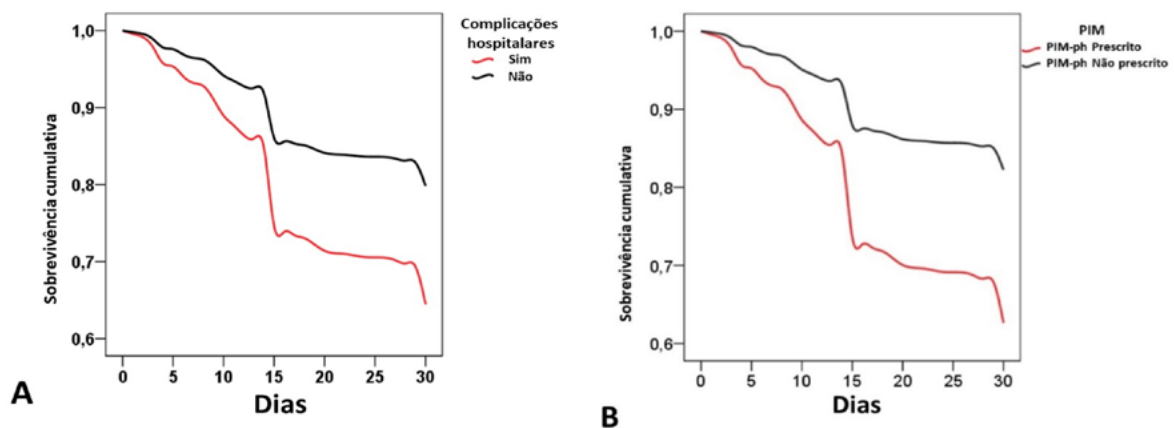 Complicações
hospitalares
Sim
Não
1,0
0,9
0,8
0,7
0,6
Sobrevivência cumulativa
0 5 10 15 20 25 30
Dias
A
PIM
PIM-ph Prescrito
PIM-ph Não prescrito
1,0
0,9
0,8
0,7
0,6
Sobrevivência cumulativa
0 5 10 15 20 25 30
Dias
B